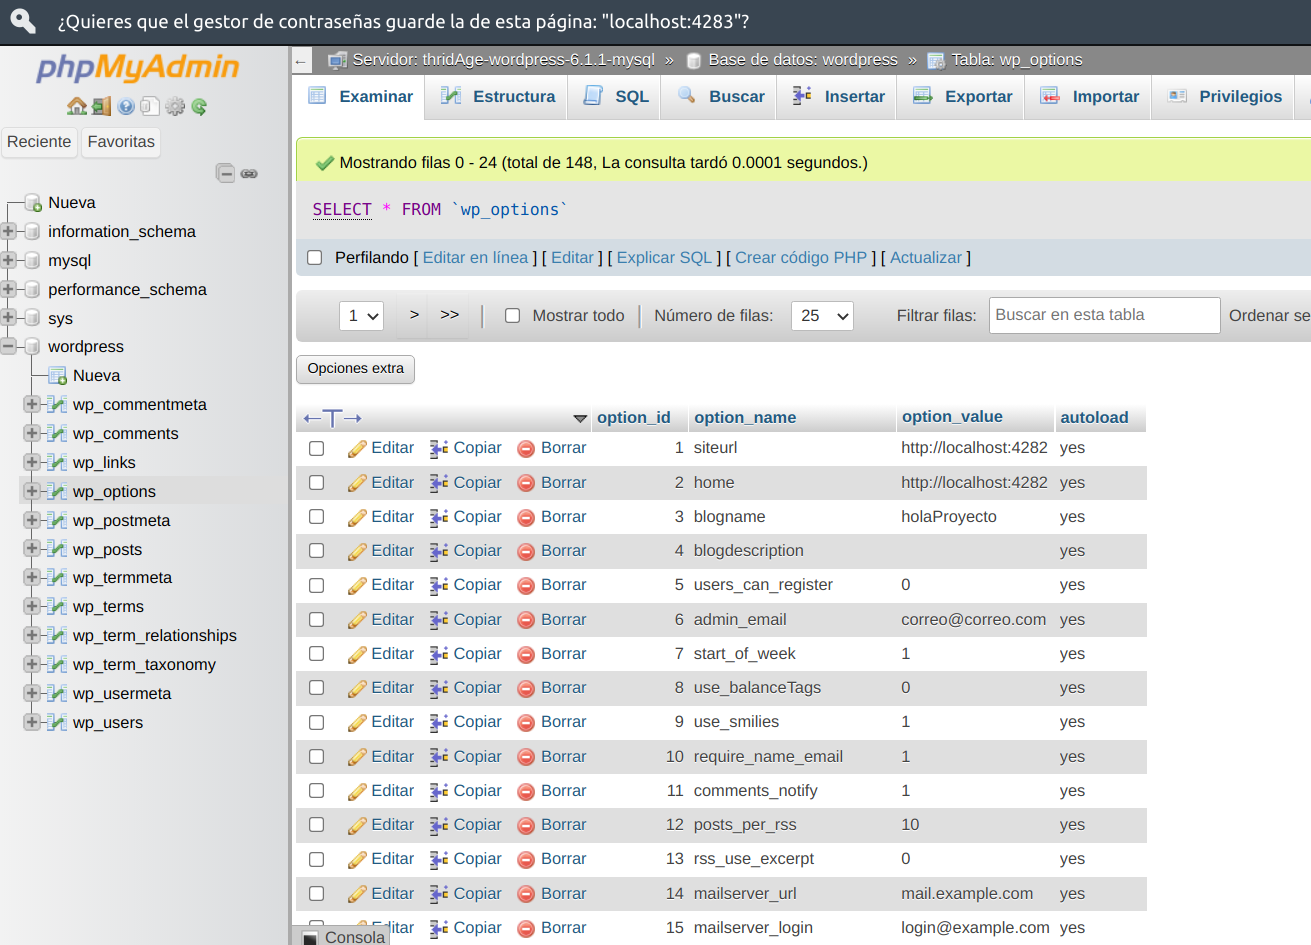 ¿Quieres que el gestor de contraseñas guarde la de esta página: "localhost:4283"?
phpMyAdmin
Reciente Favoritas
Nueva
information_schema
mysql
performance_schema
sys
wordpress
Nueva
wp_commentmeta
wp_comments
wp_links
wp_options
wp_postmeta
wp_posts
wp_termmeta
wp_terms
wp_term_relationships
wp_term_taxonomy
wp_usermeta
wp_users
Servidor: thridAge-wordpress-6.1.1-mysql » Base de datos: wordpress » Tabla: wp_options
Examinar Estructura SQL Buscar Insertar Exportar Importar Privilegios
Mostrando filas 0 - 24 (total de 148, La consulta tardó 0.0001 segundos.)
SELECT * FROM `wp_options`
Perfilando [ Editar en línea ] [ Editar ] [ Explicar SQL ] [ Crear código PHP ] [ Actualizar ]
1 > >> | Mostrar todo | Número de filas: 25 Filtrar filas: Buscar en esta tabla Ordenar se
Opciones extra
←T→ option_id option_name option_value autoload
Editar Copiar Borrar 1 siteurl http://localhost:4282 yes
Editar Copiar Borrar 2 home http://localhost:4282 yes
Editar Copiar Borrar 3 blogname holaProyecto yes
Editar Copiar Borrar 4 blogdescription yes
Editar Copiar Borrar 5 users_can_register 0 yes
Editar Copiar Borrar 6 admin_email correo@correo.com yes
Editar Copiar Borrar 7 start_of_week 1 yes
Editar Copiar Borrar 8 use_balanceTags 0 yes
Editar Copiar Borrar 9 use_smilies 1 yes
Editar Copiar Borrar 10 require_name_email 1 yes
Editar Copiar Borrar 11 comments_notify 1 yes
Editar Copiar Borrar 12 posts_per_rss 10 yes
Editar Copiar Borrar 13 rss_use_excerpt 0 yes
Editar Copiar Borrar 14 mailserver_url mail.example.com yes
Editar Copiar Borrar 15 mailserver_login login@example.com yes
Consola